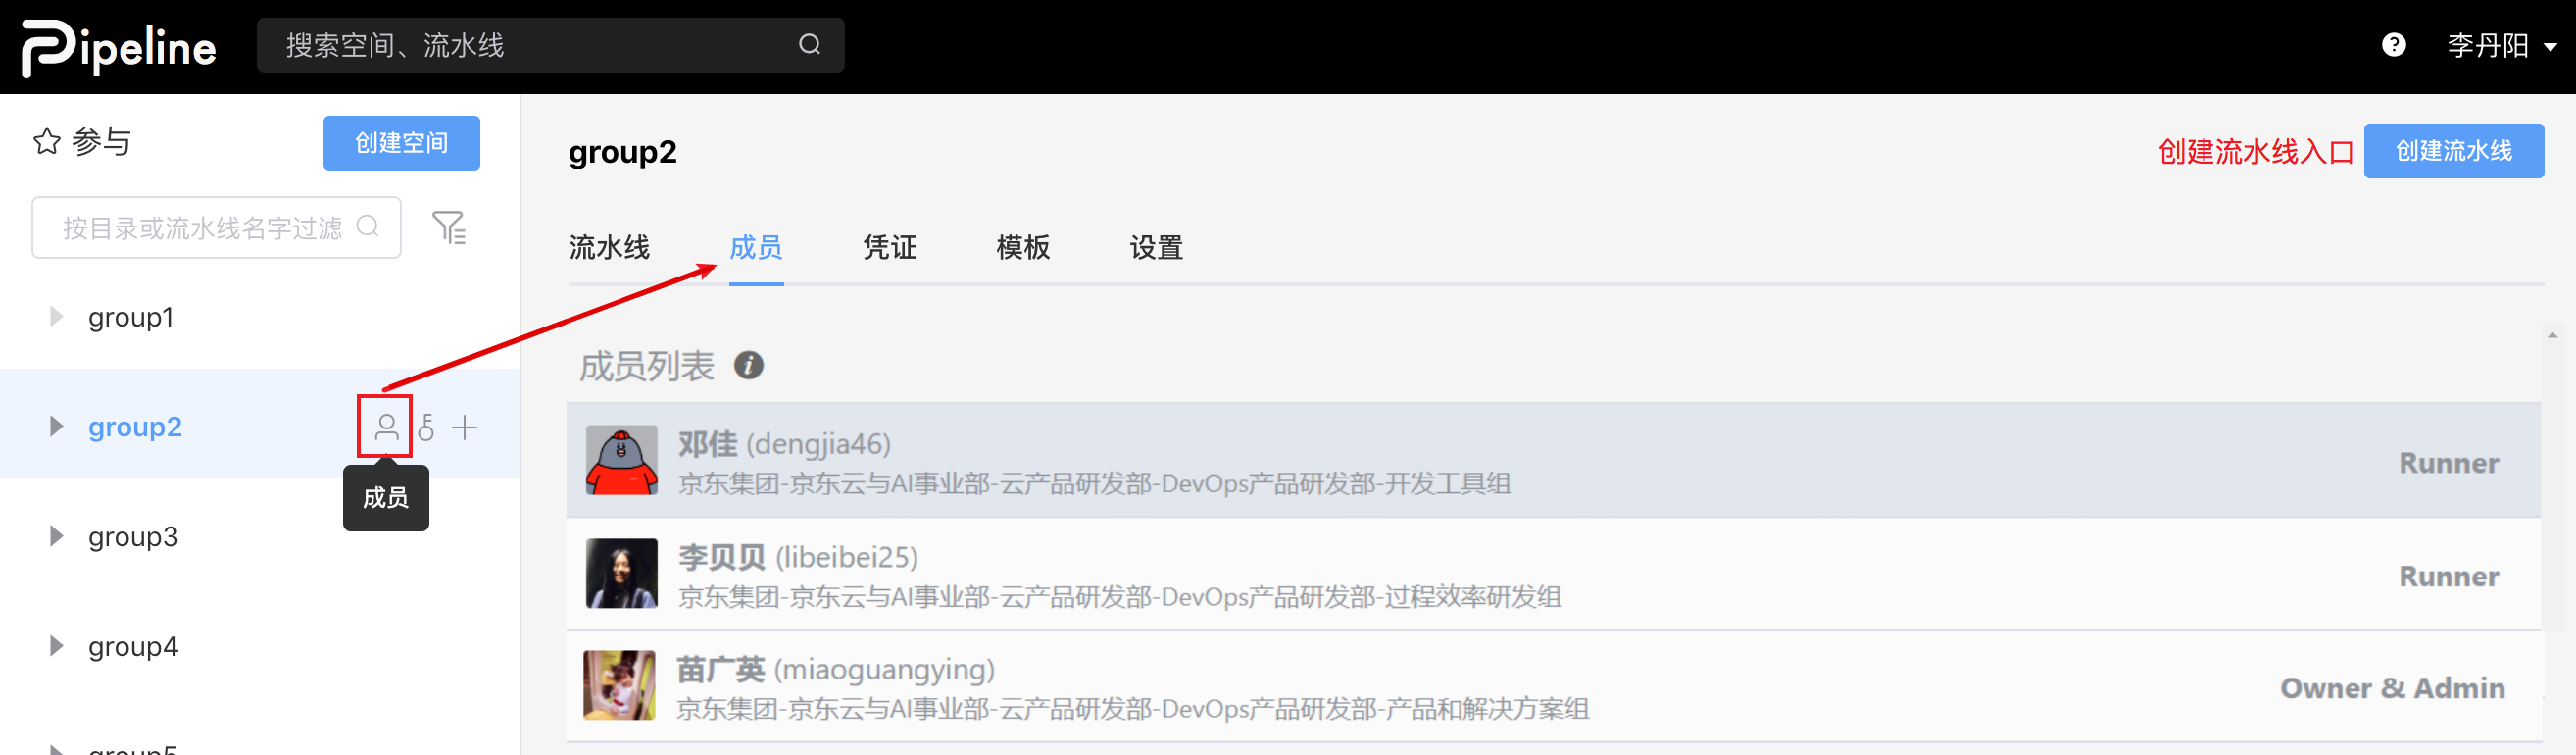 Pipeline
搜索空间、流水线
李丹阳
参与
创建空间
按目录或流水线名字过滤
group1
group2
成员
group3
group4
group5
group2
创建流水线入口
创建流水线
流水线 成员 凭证 模板 设置
成员列表
邓佳 (dengjia46)
京东集团-京东云与AI事业部-云产品研发部-DevOps产品研发部-开发工具组
Runner
李贝贝 (libeibei25)
京东集团-京东云与AI事业部-云产品研发部-DevOps产品研发部-过程效率研发组
Runner
苗广英 (miaoguangying)
京东集团-京东云与AI事业部-云产品研发部-DevOps产品研发部-产品和解决方案组
Owner & Admin